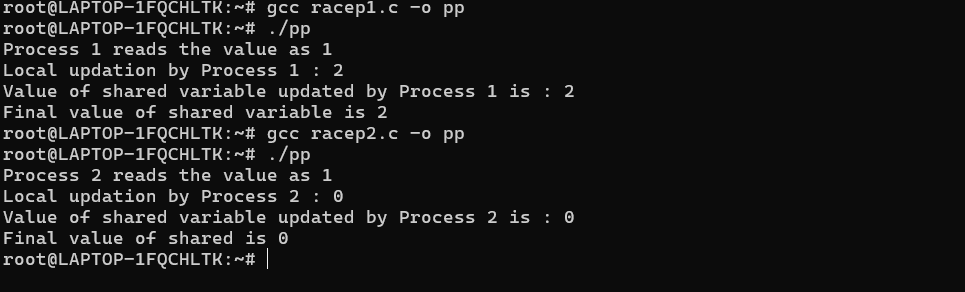 root@LAPTOP-1FQCHLTK:~# gcc racep1.c -o pp
root@LAPTOP-1FQCHLTK:~# ./pp
Process 1 reads the value as 1
Local updation by Process 1 : 2
Value of shared variable updated by Process 1 is : 2
Final value of shared variable is 2
root@LAPTOP-1FQCHLTK:~# gcc racep2.c -o pp
root@LAPTOP-1FQCHLTK:~# ./pp
Process 2 reads the value as 1
Local updation by Process 2 : 0
Value of shared variable updated by Process 2 is : 0
Final value of shared is 0
root@LAPTOP-1FQCHLTK:~#